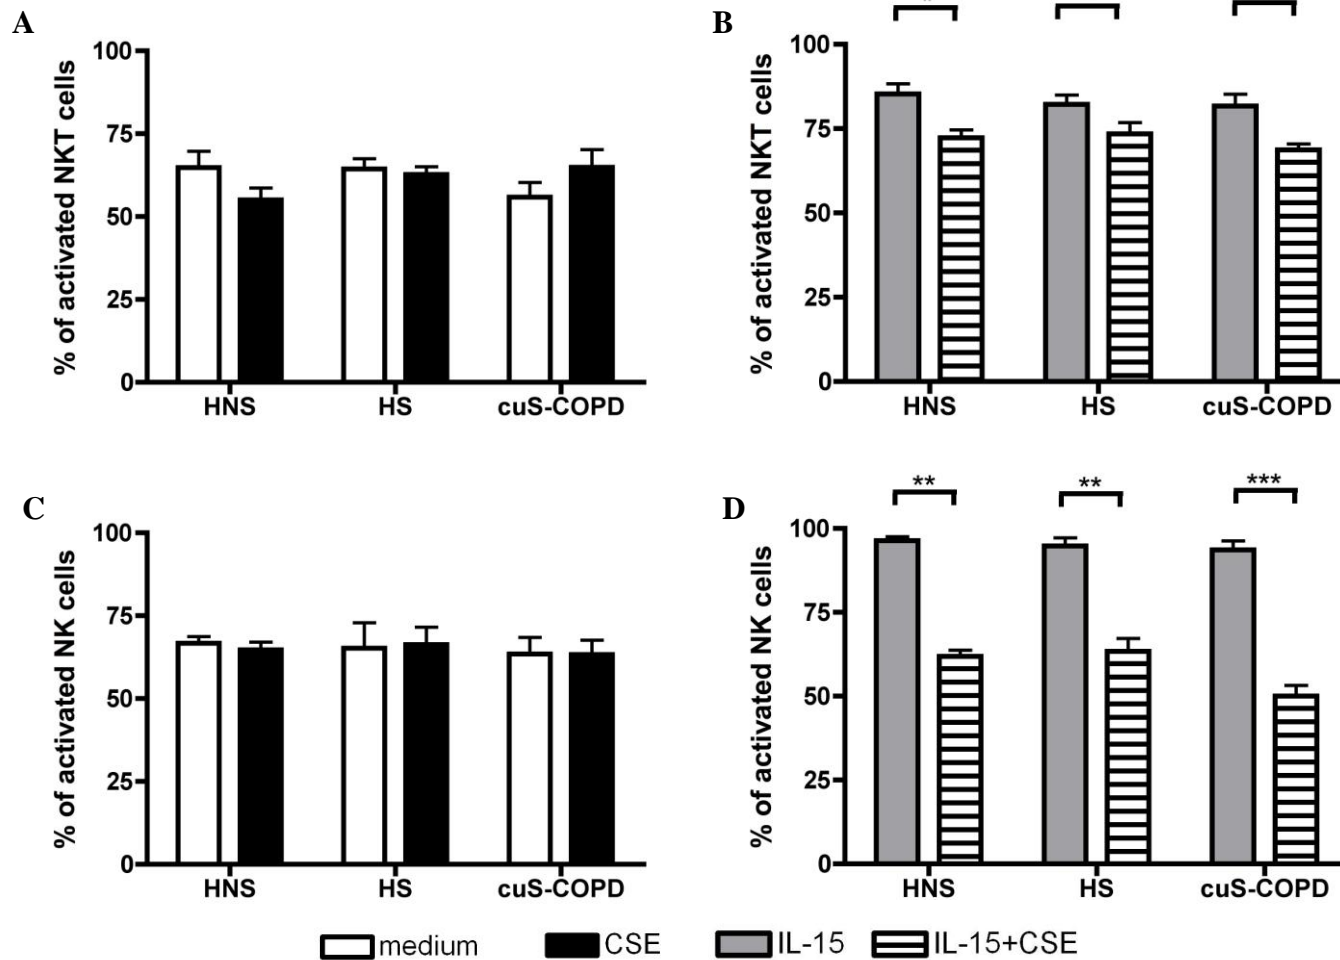 A
% of activated NKT cells
100
75
50
25
0
HNS HS cuS-COPD
B
% of activated NKT cells
100
75
50
25
0
HNS HS cuS-COPD
C
% of activated NK cells
100
75
50
25
0
HNS HS cuS-COPD
D
** ** ***
% of activated NK cells
100
75
50
25
0
HNS HS cuS-COPD
medium CSE IL-15 IL-15+CSE